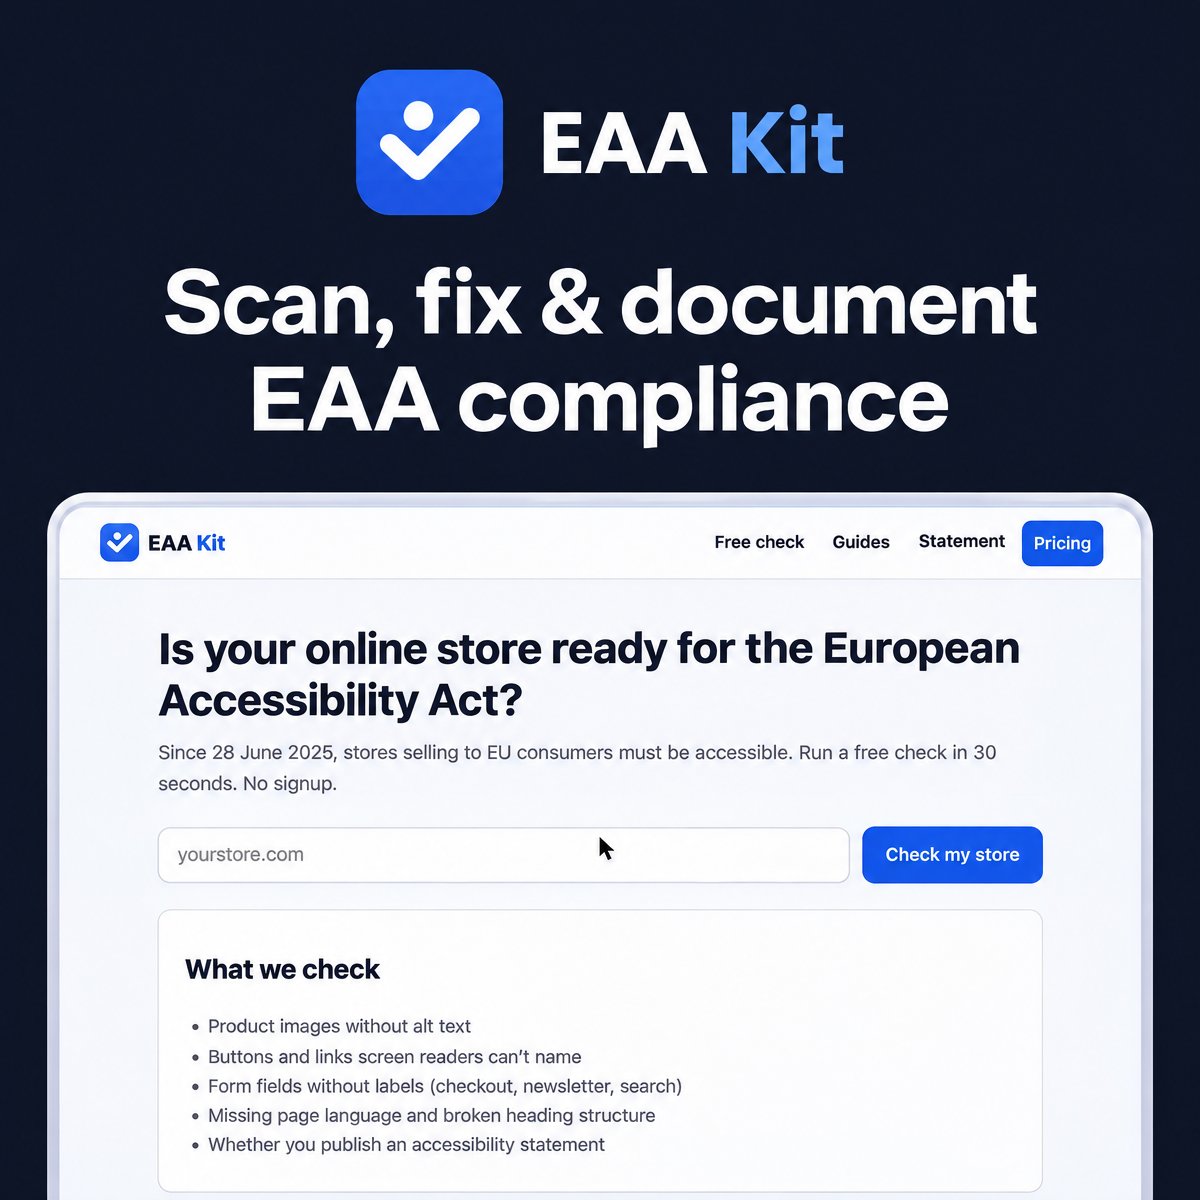 EAA Kit
Scan, fix & document
EAA compliance
EAA Kit
Free check
Guides
Statement
Pricing
Is your online store ready for the European
Accessibility Act?
Since 28 June 2025, stores selling to EU consumers must be accessible. Run a free check in 30
seconds. No signup.
yourstore.com
Check my store
What we check
• Product images without alt text
• Buttons and links screen readers can’t name
• Form fields without labels (checkout, newsletter, search)
• Missing page language and broken heading structure
• Whether you publish an accessibility statement